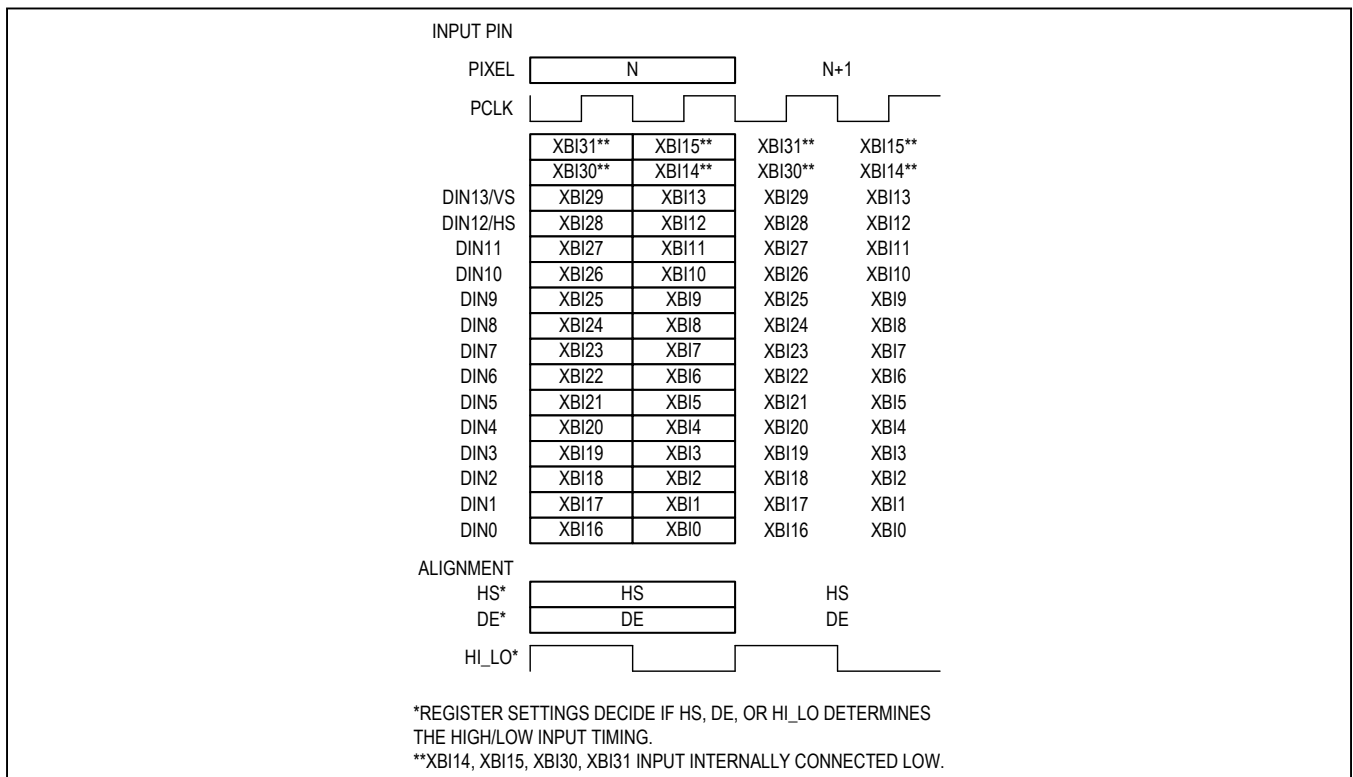 INPUT PIN
PIXEL N N+1
PCLK
XBI31** XBI15** XBI31** XBI15**
XBI30** XBI14** XBI30** XBI14**
DIN13/VS XBI29 XBI13 XBI29 XBI13
DIN12/HS XBI28 XBI12 XBI28 XBI12
DIN11 XBI27 XBI11 XBI27 XBI11
DIN10 XBI26 XBI10 XBI26 XBI10
DIN9 XBI25 XBI9 XBI25 XBI9
DIN8 XBI24 XBI8 XBI24 XBI8
DIN7 XBI23 XBI7 XBI23 XBI7
DIN6 XBI22 XBI6 XBI22 XBI6
DIN5 XBI21 XBI5 XBI21 XBI5
DIN4 XBI20 XBI4 XBI20 XBI4
DIN3 XBI19 XBI3 XBI19 XBI3
DIN2 XBI18 XBI2 XBI18 XBI2
DIN1 XBI17 XBI1 XBI17 XBI1
DIN0 XBI16 XBI0 XBI16 XBI0
ALIGNMENT
HS* HS HS
DE* DE DE
HI_LO*
*REGISTER SETTINGS DECIDE IF HS, DE, OR HI_LO DETERMINES
THE HIGH/LOW INPUT TIMING.
**XBI14, XBI15, XBI30, XBI31 INPUT INTERNALLY CONNECTED LOW.